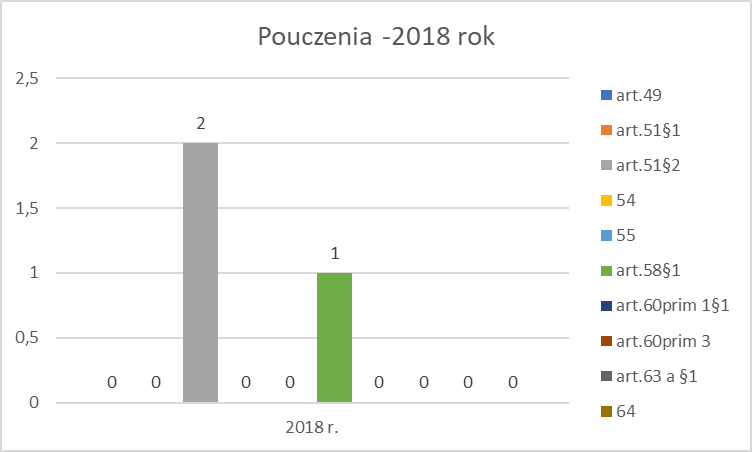 Pouczenia -2018 rok
2,5
2
1,5
1
0,5
0
0 0 2 0 0 1 0 0 0 0
2018 r.
art.49
art.51§1
art.51§2
54
55
art.58§1
art.60prim 1§1
art.60prim 3
art.63 a §1
64